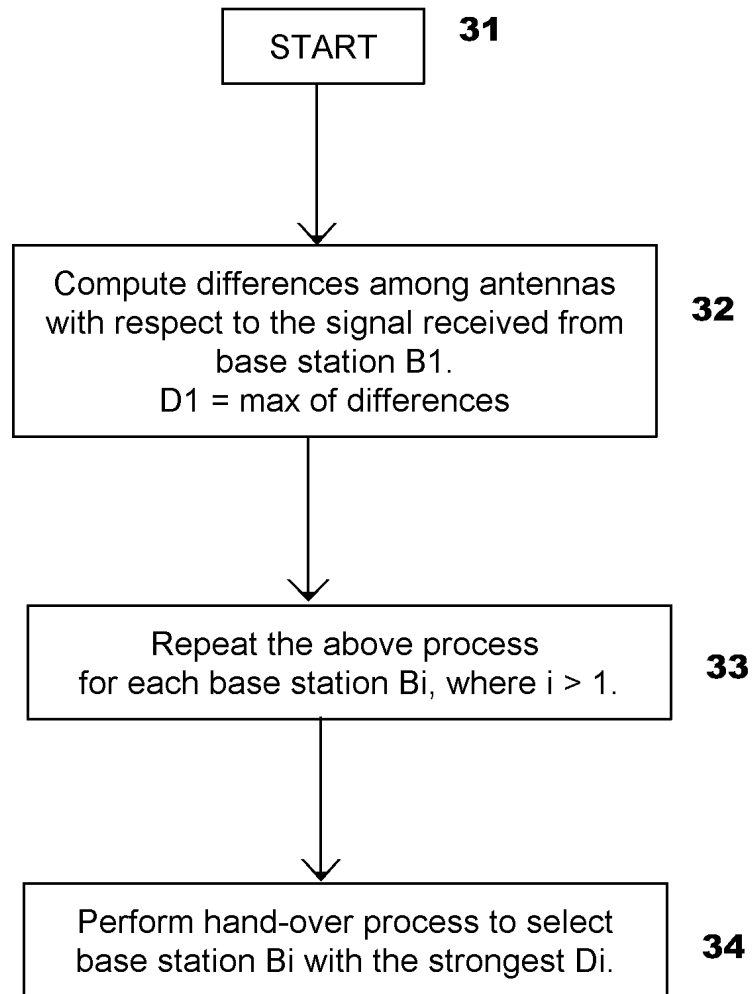 START
31
Compute differences among antennas
with respect to the signal received from
base station B1.
D1 = max of differences
32
Repeat the above process
for each base station Bi, where i > 1.
33
Perform hand-over process to select
base station Bi with the strongest Di.
34